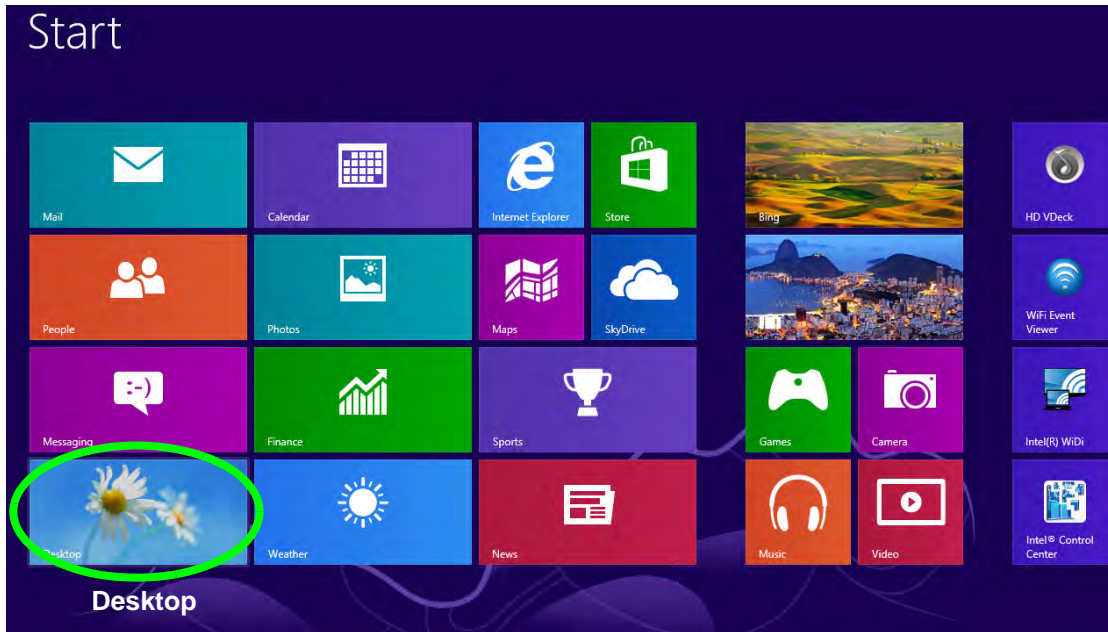 Start
Mail
Calendar
Internet Explorer
Store
Bing
HD VDeck
People
Photos
Maps
SkyDrive
WiFi Event
Viewer
Messaging
:-)
Finance
Sports
Games
Camera
Intel(R) WiDi
Desktop
Weather
News
Music
Video
Intel® Control
Center
Desktop